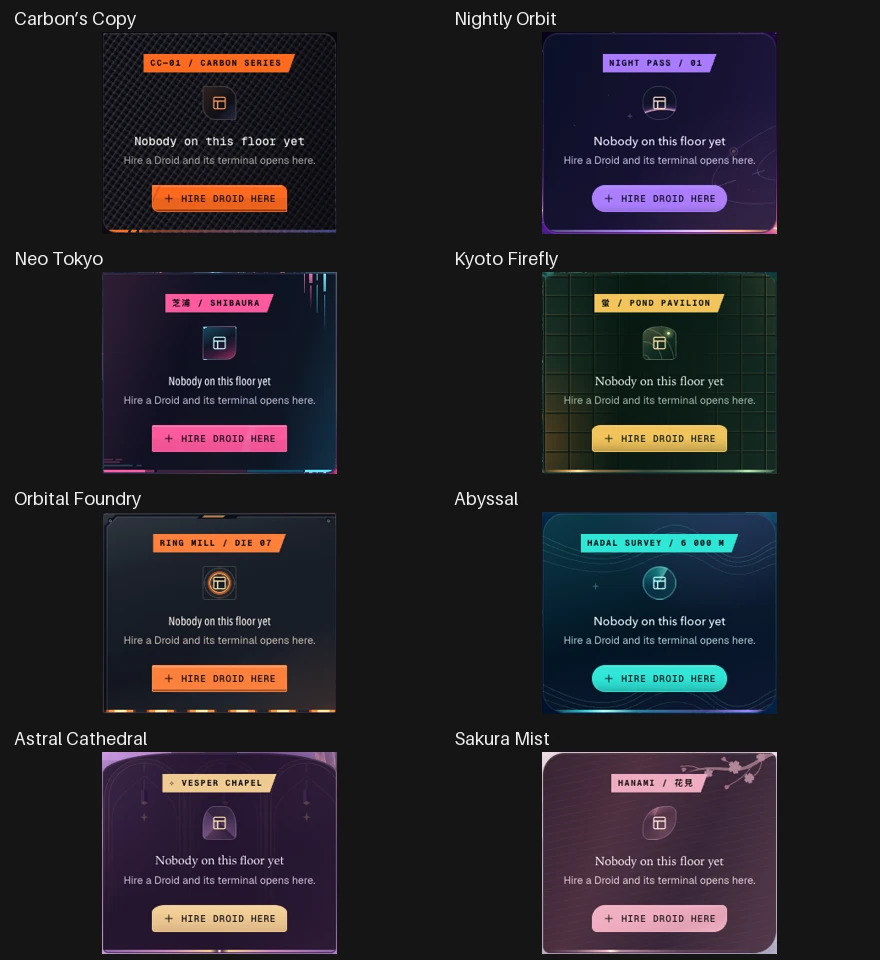 Carbon’s Copy
CC—01 / CARBON SERIES
Nobody on this floor yet
Hire a Droid and its terminal opens here.
+ HIRE DROID HERE
Nightly Orbit
NIGHT PASS / 01
Nobody on this floor yet
Hire a Droid and its terminal opens here.
+ HIRE DROID HERE
Neo Tokyo
芝浦 / SHIBAURA
Nobody on this floor yet
Hire a Droid and its terminal opens here.
+ HIRE DROID HERE
Kyoto Firefly
蛍 / POND PAVILION
Nobody on this floor yet
Hire a Droid and its terminal opens here.
+ HIRE DROID HERE
Orbital Foundry
RING MILL / DIE 07
Nobody on this floor yet
Hire a Droid and its terminal opens here.
+ HIRE DROID HERE
Abyssal
HADAL SURVEY / 6 000 M
Nobody on this floor yet
Hire a Droid and its terminal opens here.
+ HIRE DROID HERE
Astral Cathedral
✧ VESPER CHAPEL
Nobody on this floor yet
Hire a Droid and its terminal opens here.
+ HIRE DROID HERE
Sakura Mist
HANAMI / 花見
Nobody on this floor yet
Hire a Droid and its terminal opens here.
+ HIRE DROID HERE